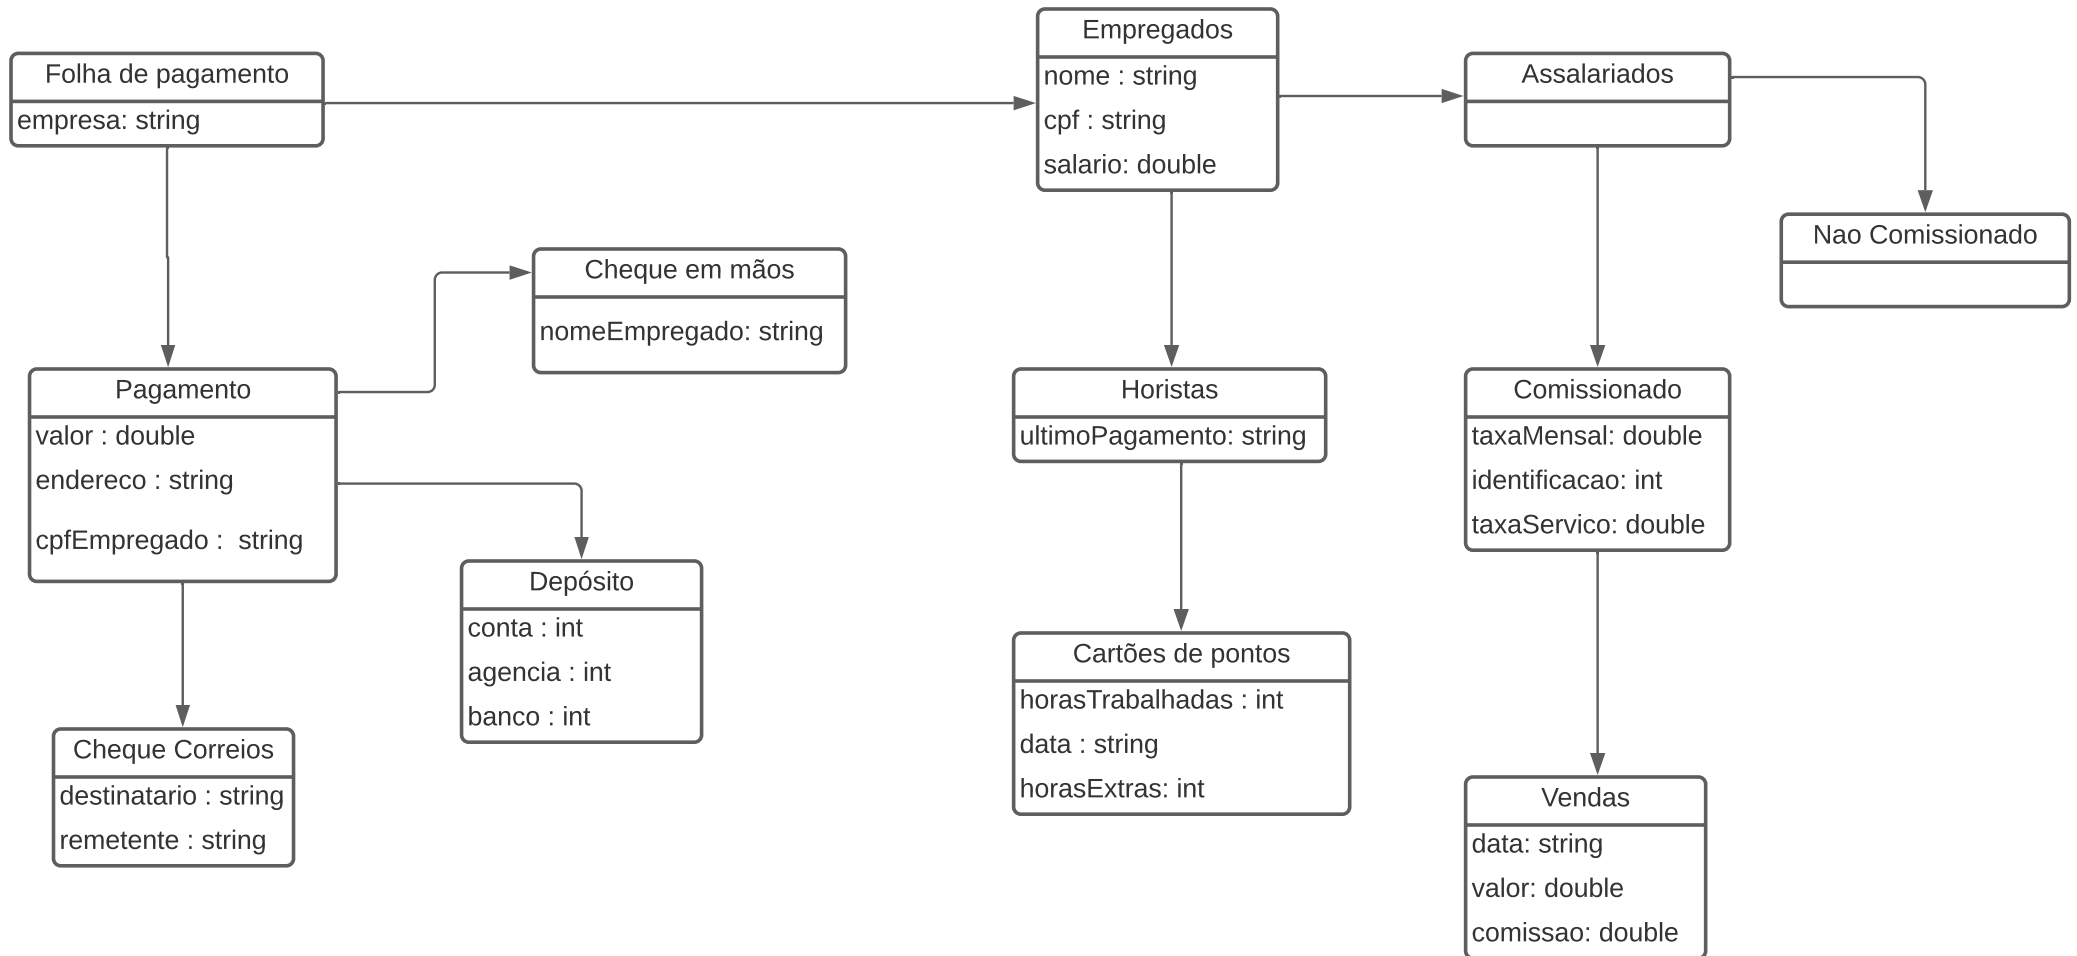 Folha de pagamento
empresa: string
Empregados
nome : string
cpf : string
salario: double
Assalariados
Nao Comissionado
Cheque em mãos
nomeEmpregado: string
Pagamento
valor : double
endereco : string
cpfEmpregado :  string
Horistas
ultimoPagamento: string
Comissionado
taxaMensal: double
identificacao: int
taxaServico: double
Depósito
conta : int
agencia : int
banco : int
Cartões de pontos
horasTrabalhadas : int
data : string
horasExtras: int
Cheque Correios
destinatario : string
remetente : string
Vendas
data: string
valor: double
comissao: double